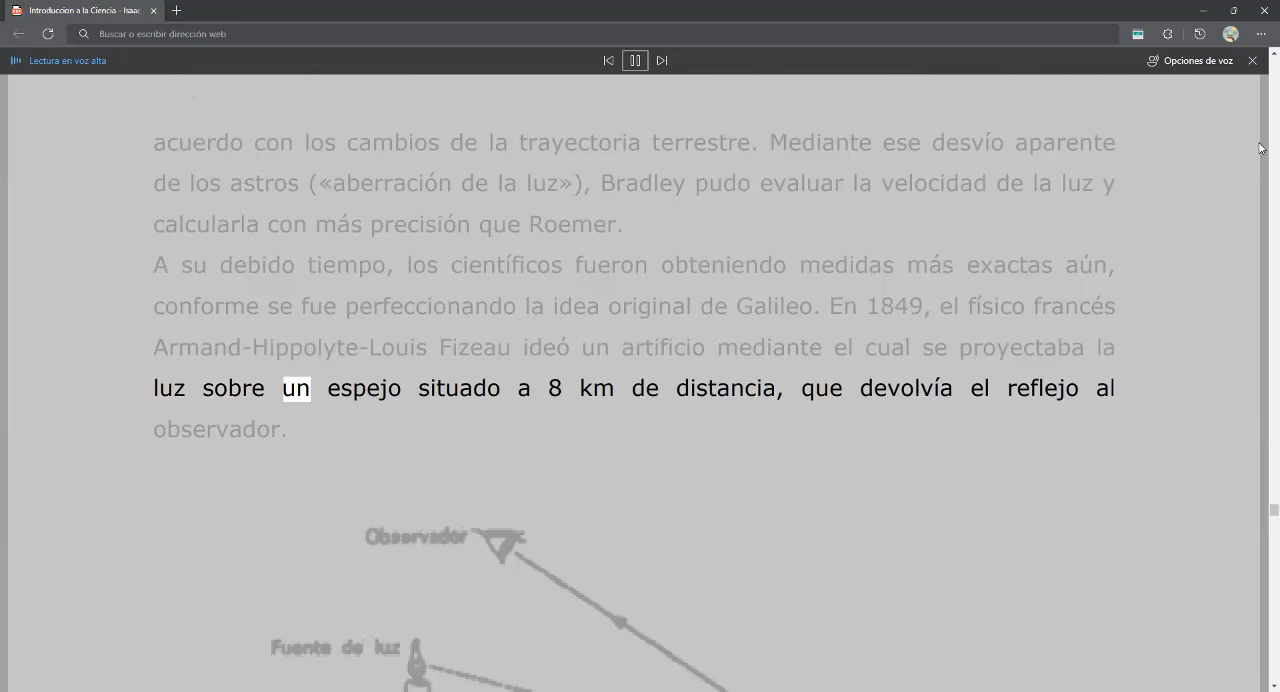 Introduccion a la Ciencia - Isaac
Buscar o escribir dirección web
Lectura en voz alta
Opciones de voz
acuerdo con los cambios de la trayectoria terrestre. Mediante ese desvío aparente
de los astros («aberración de la luz»), Bradley pudo evaluar la velocidad de la luz y
calcularla con más precisión que Roemer.
A su debido tiempo, los científicos fueron obteniendo medidas más exactas aún,
conforme se fue perfeccionando la idea original de Galileo. En 1849, el físico francés
Armand-Hippolyte-Louis Fizeau ideó un artificio mediante el cual se proyectaba la
luz sobre un espejo situado a 8 km de distancia, que devolvía el reflejo al
observador.
Observador
Fuente de luz